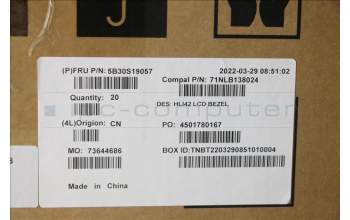 (P)FRU P/N: 5B30S19057
2022-03-29 08:51:02
Compal P/N: 71NLB138024
Quantity: 20
DES: HLI42 LCD BEZEL
(4L)Origion: CN
PO: 4501780167
MO: 73644686
BOX ID:TNBT2203290851010004
Made in China